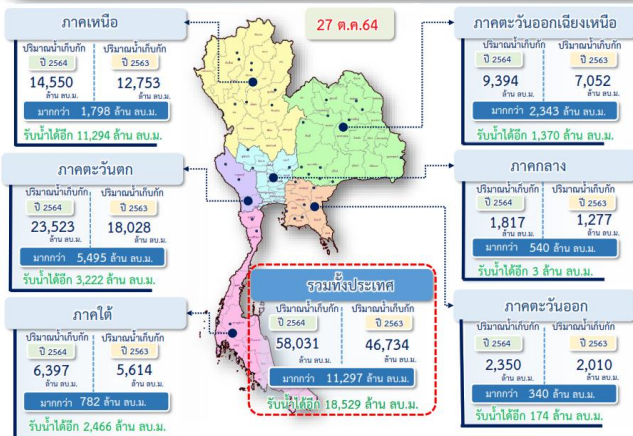 27 ต.ค.64
ภาคเหนือ
ปริมาณน้ำเก็บกัก ปริมาณน้ำเก็บกัก
ปี 2564 ปี 2563
14,550 12,753
ล้าน ลบ.ม. ล้าน ลบ.ม.
มากกว่า 1,798 ล้าน ลบ.ม.
รับน้ำได้อีก 11,294 ล้าน ลบ.ม.
ภาคตะวันออกเฉียงเหนือ
ปริมาณน้ำเก็บกัก ปริมาณน้ำเก็บกัก
ปี 2564 ปี 2563
9,394 7,052
ล้าน ลบ.ม. ล้าน ลบ.ม.
มากกว่า 2,343 ล้าน ลบ.ม.
รับน้ำได้อีก 1,370 ล้าน ลบ.ม.
ภาคตะวันตก
ปริมาณน้ำเก็บกัก ปริมาณน้ำเก็บกัก
ปี 2564 ปี 2563
23,523 18,028
ล้าน ลบ.ม. ล้าน ลบ.ม.
มากกว่า 5,495 ล้าน ลบ.ม.
รับน้ำได้อีก 3,222 ล้าน ลบ.ม.
ภาคกลาง
ปริมาณน้ำเก็บกัก ปริมาณน้ำเก็บกัก
ปี 2564 ปี 2563
1,817 1,277
ล้าน ลบ.ม. ล้าน ลบ.ม.
มากกว่า 540 ล้าน ลบ.ม.
รับน้ำได้อีก 3 ล้าน ลบ.ม.
ภาคใต้
ปริมาณน้ำเก็บกัก ปริมาณน้ำเก็บกัก
ปี 2564 ปี 2563
6,397 5,614
ล้าน ลบ.ม. ล้าน ลบ.ม.
มากกว่า 782 ล้าน ลบ.ม.
รับน้ำได้อีก 2,466 ล้าน ลบ.ม.
รวมทั้งประเทศ
ปริมาณน้ำเก็บกัก ปริมาณน้ำเก็บกัก
ปี 2564 ปี 2563
58,031 46,734
ล้าน ลบ.ม. ล้าน ลบ.ม.
มากกว่า 11,297 ล้าน ลบ.ม.
รับน้ำได้อีก 18,529 ล้าน ลบ.ม.
ภาคตะวันออก
ปริมาณน้ำเก็บกัก ปริมาณน้ำเก็บกัก
ปี 2564 ปี 2563
2,350 2,010
ล้าน ลบ.ม. ล้าน ลบ.ม.
มากกว่า 340 ล้าน ลบ.ม.
รับน้ำได้อีก 174 ล้าน ลบ.ม.